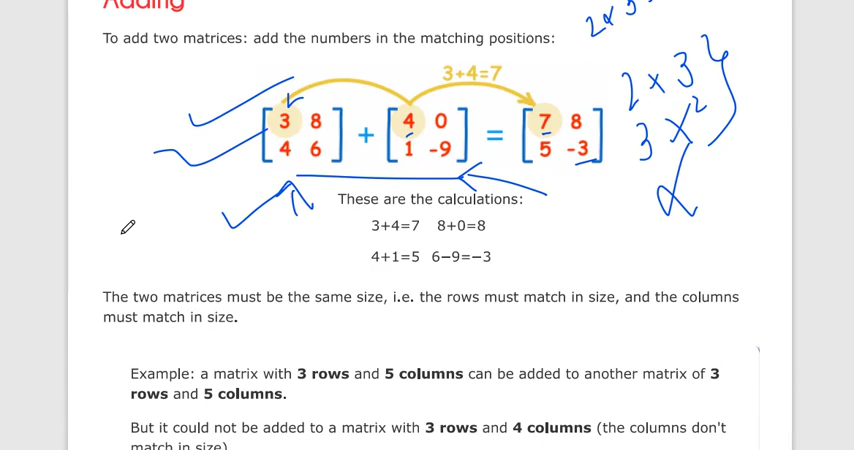 Adding
To add two matrices: add the numbers in the matching positions:
3+4=7
3 8 4 0 7 8
+ =
4 6 1 -9 5 -3
2 × 3
3 × 2
These are the calculations:
3+4=7 8+0=8
4+1=5 6−9=−3
The two matrices must be the same size, i.e. the rows must match in size, and the columns
must match in size.
Example: a matrix with 3 rows and 5 columns can be added to another matrix of 3
rows and 5 columns.
But it could not be added to a matrix with 3 rows and 4 columns (the columns don't
match in size)